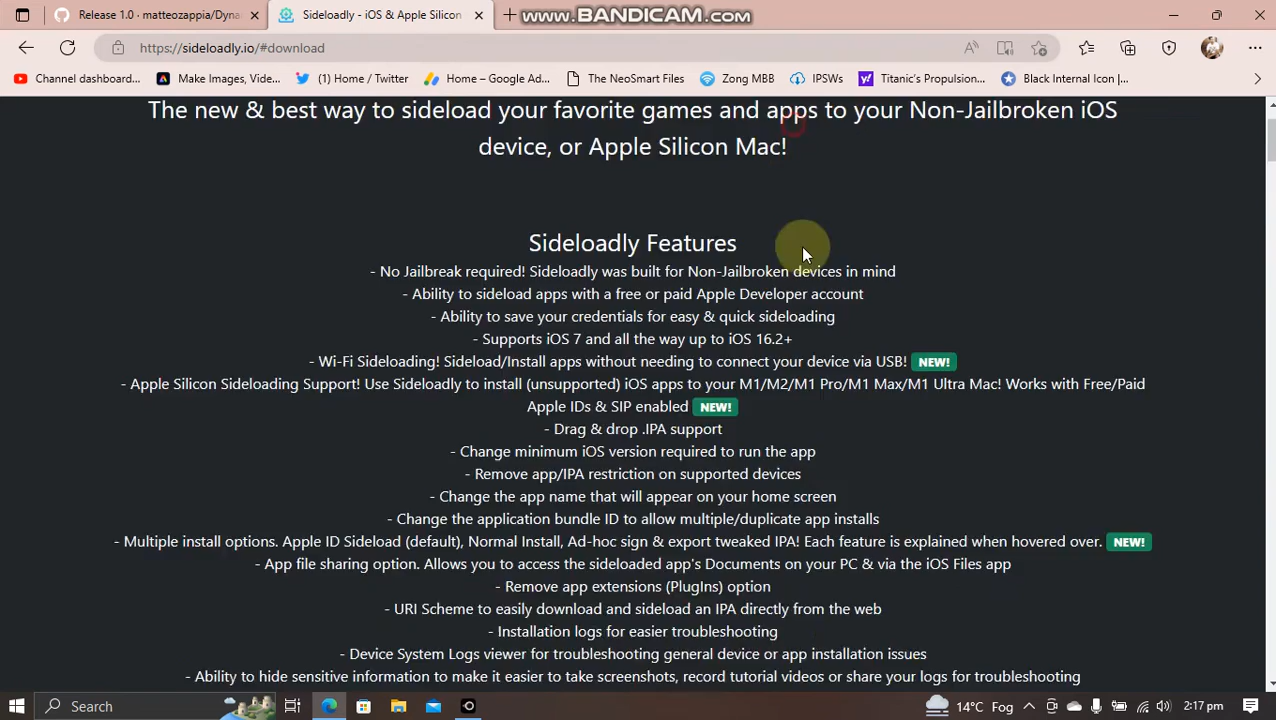 Release 1.0 · matteozappia/Dyna
Sideloadly - iOS & Apple Silicon
www.BANDICAM.com
https://sideloadly.io/#download
Channel dashboard...
Make Images, Vide...
(1) Home / Twitter
Home – Google Ad...
The NeoSmart Files
Zong MBB
IPSWs
Titanic's Propulsion...
Black Internal Icon |...
The new & best way to sideload your favorite games and apps to your Non-Jailbroken iOS
device, or Apple Silicon Mac!
Sideloadly Features
- No Jailbreak required! Sideloadly was built for Non-Jailbroken devices in mind
- Ability to sideload apps with a free or paid Apple Developer account
- Ability to save your credentials for easy & quick sideloading
- Supports iOS 7 and all the way up to iOS 16.2+
- Wi-Fi Sideloading! Sideload/Install apps without needing to connect your device via USB! NEW!
- Apple Silicon Sideloading Support! Use Sideloadly to install (unsupported) iOS apps to your M1/M2/M1 Pro/M1 Max/M1 Ultra Mac! Works with Free/Paid
Apple IDs & SIP enabled NEW!
- Drag & drop .IPA support
- Change minimum iOS version required to run the app
- Remove app/IPA restriction on supported devices
- Change the app name that will appear on your home screen
- Change the application bundle ID to allow multiple/duplicate app installs
- Multiple install options. Apple ID Sideload (default), Normal Install, Ad-hoc sign & export tweaked IPA! Each feature is explained when hovered over. NEW!
- App file sharing option. Allows you to access the sideloaded app's Documents on your PC & via the iOS Files app
- Remove app extensions (PlugIns) option
- URI Scheme to easily download and sideload an IPA directly from the web
- Installation logs for easier troubleshooting
- Device System Logs viewer for troubleshooting general device or app installation issues
- Ability to hide sensitive information to make it easier to take screenshots, record tutorial videos or share your logs for troubleshooting
Search
14°C Fog
2:17 pm